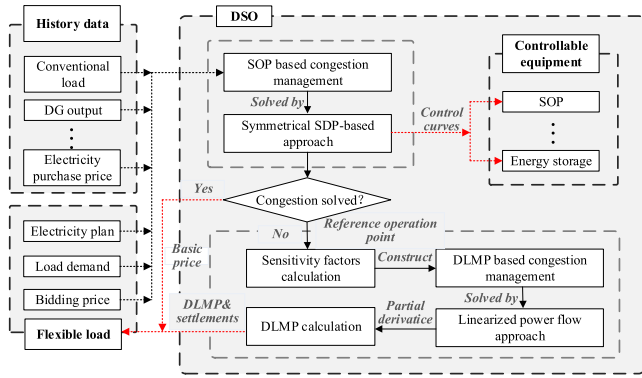 History data
Conventional
load
DG output
Electricity
purchase price
Electricity plan
Load demand
Bidding price
Flexible load
DSO
SOP based congestion
management
Solved by
Symmetrical SDP-based
approach
Control
curves
Controllable
equipment
SOP
Energy storage
Yes
Congestion solved?
Basic
price
No
Reference operation
point
Sensitivity factors
calculation
Construct
DLMP based congestion
management
Solved by
DLMP&
settlements
DLMP calculation
Partial
derivatice
Linearized power flow
approach